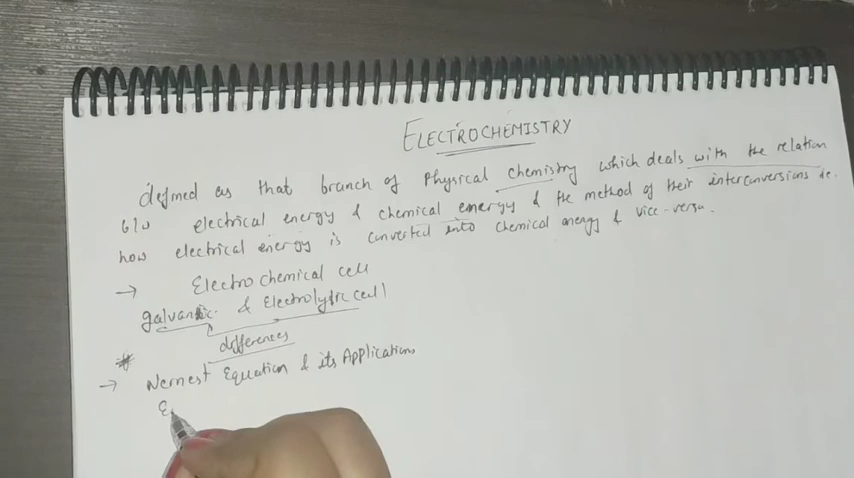 ELECTROCHEMISTRY
defined as that branch of Physical chemistry which deals with the relation
b/w electrical energy & chemical energy & the method of their interconversions i.e.
how electrical energy is converted into chemical energy & vice-versa.
→ Electrochemical cell
galvanic & Electrolytic cell
differences
→ Nernest Equation & its Applications
E